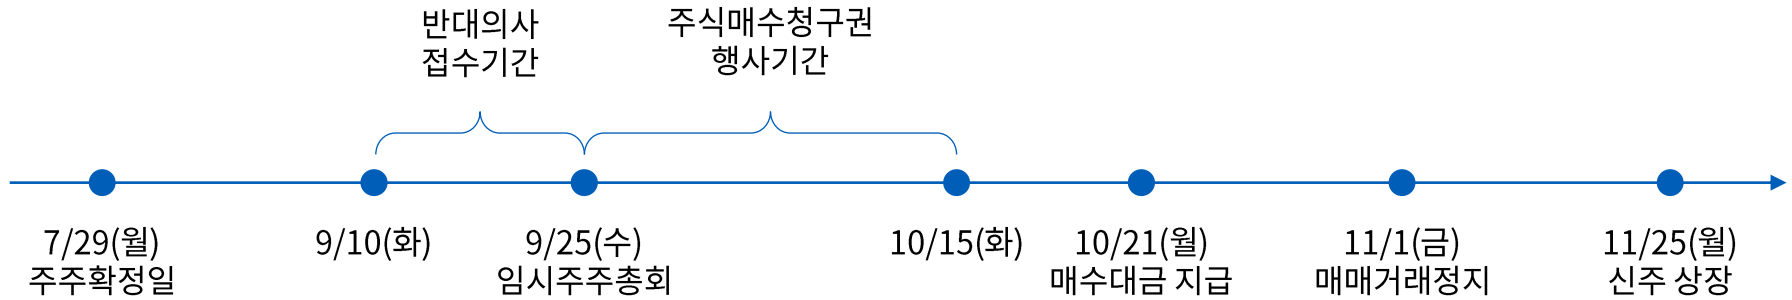 반대의사
접수기간
주식매수청구권
행사기간
7/29(월)
주주확정일
9/10(화)
9/25(수)
임시주주총회
10/15(화)
10/21(월)
매수대금 지급
11/1(금)
매매거래정지
11/25(월)
신주 상장